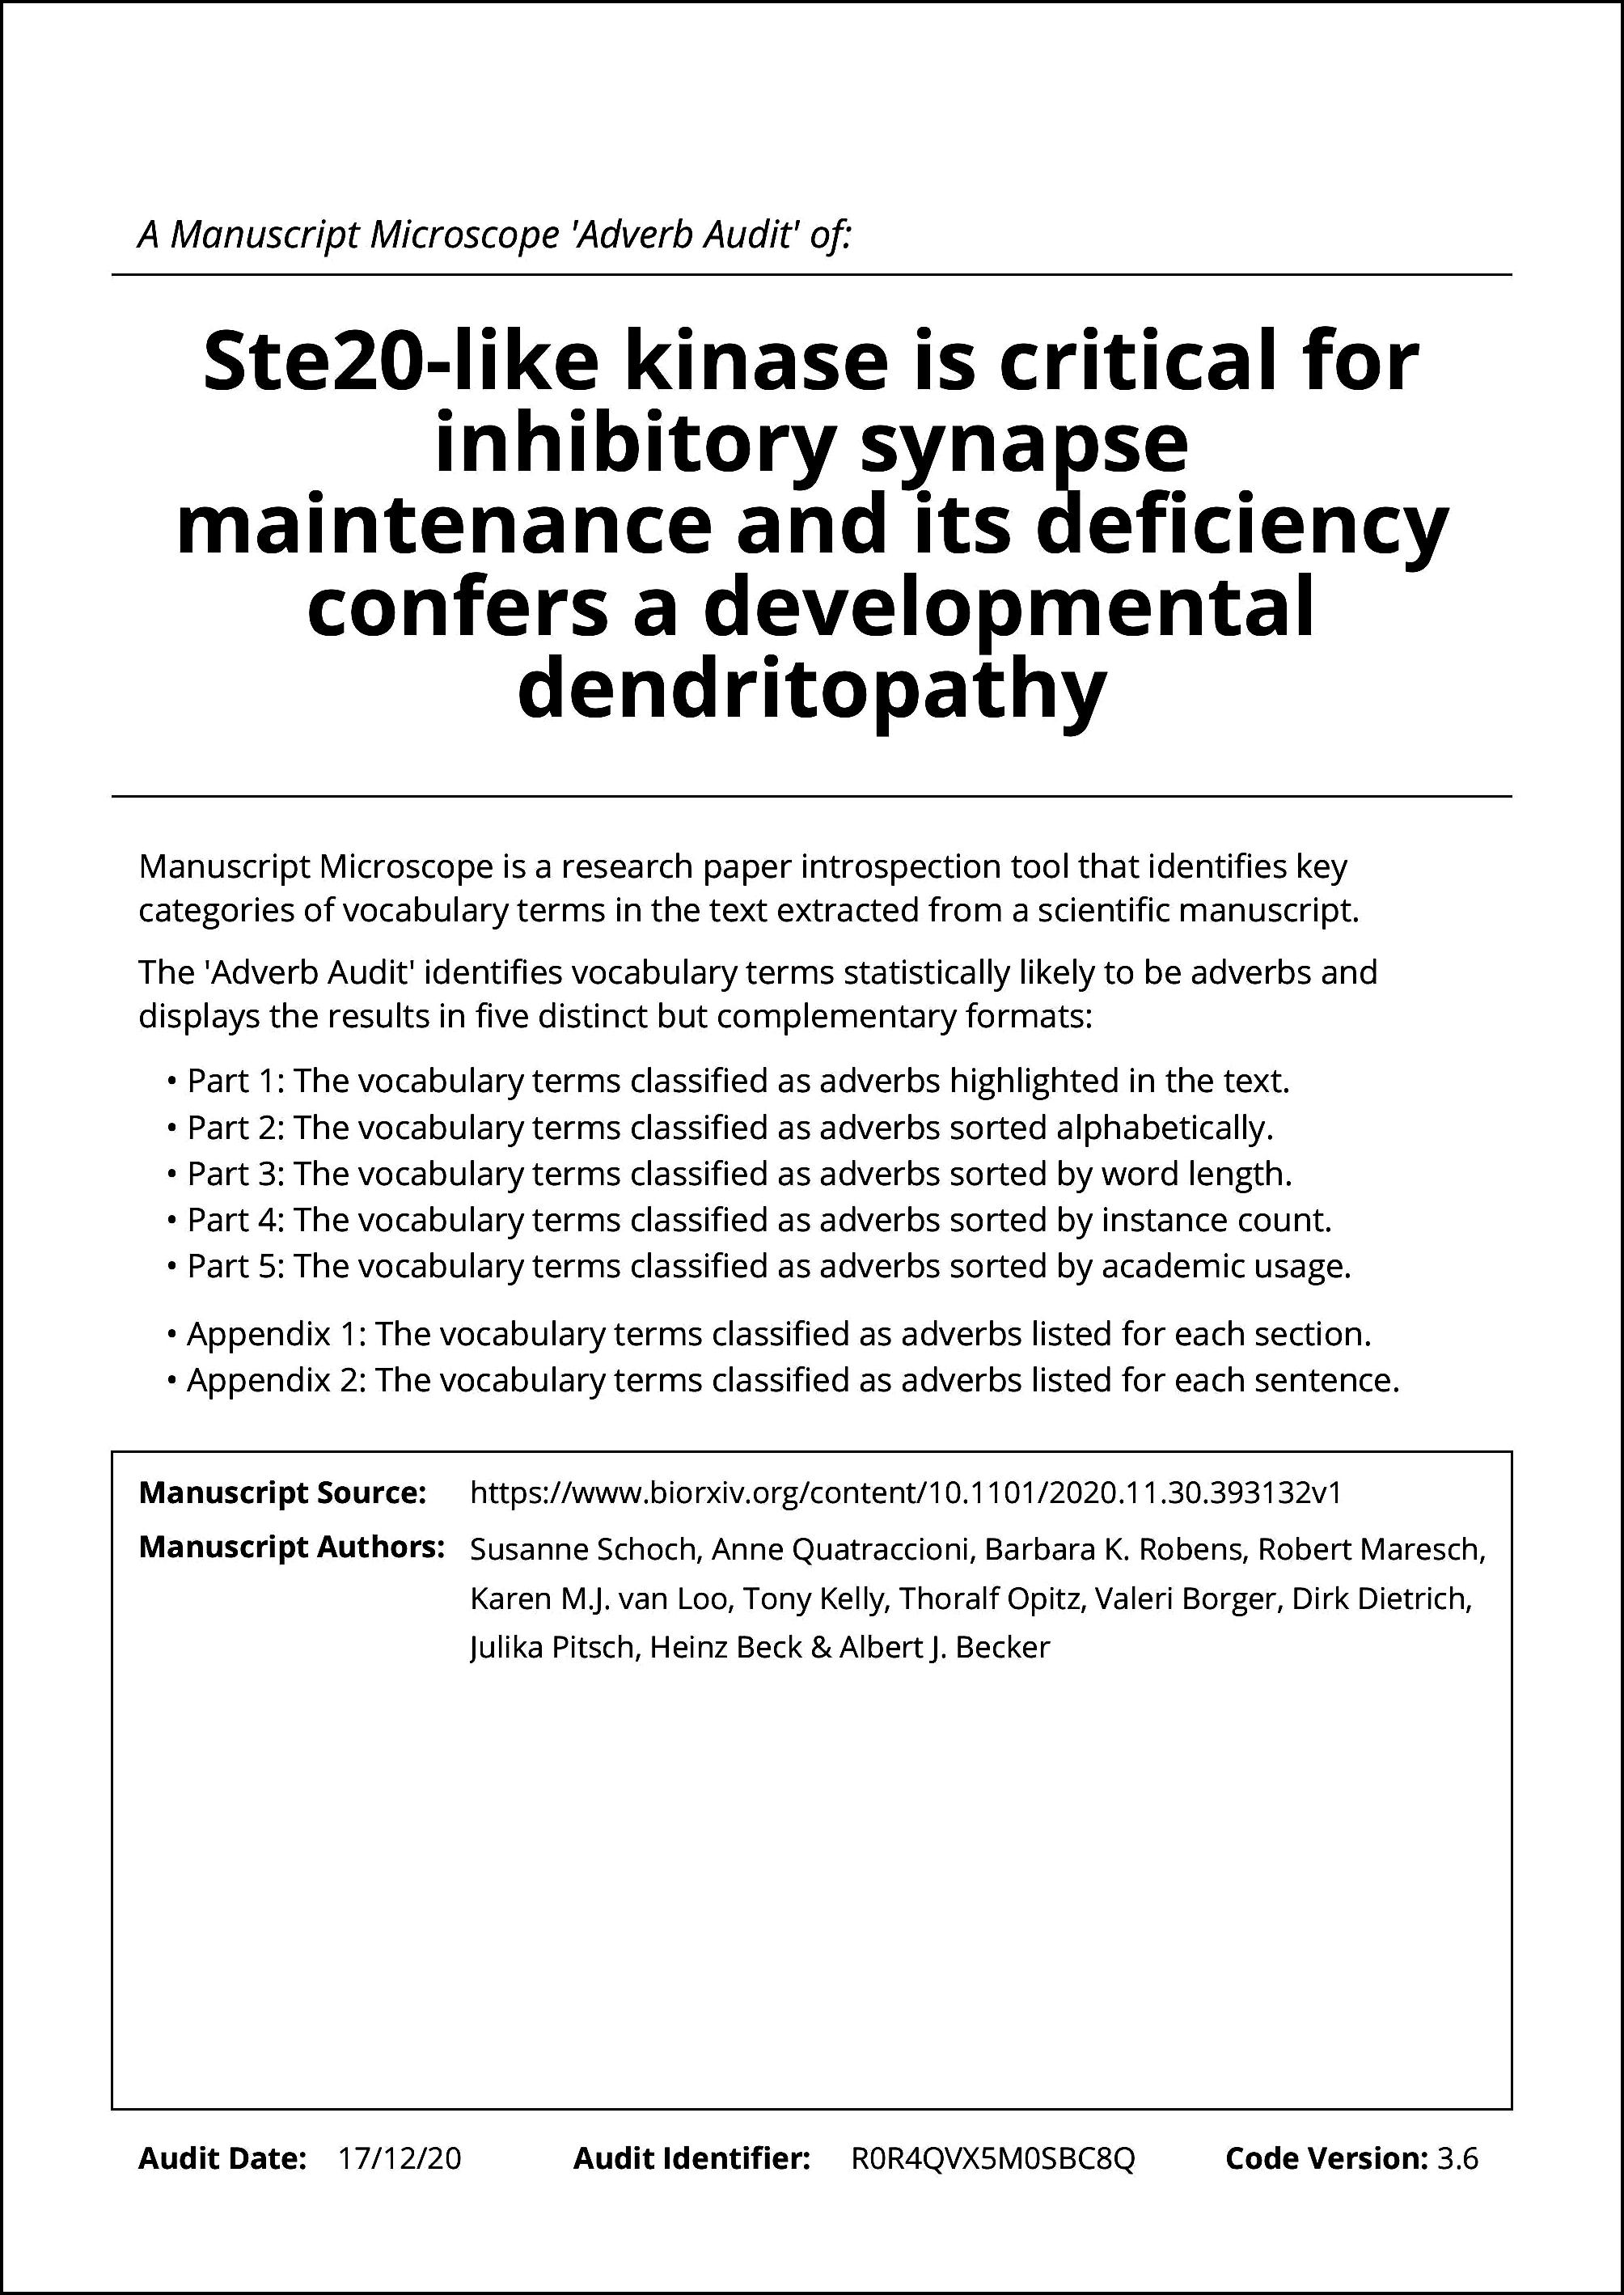 A Manuscript Microscope 'Adverb Audit' of:
Ste20-like kinase is critical for
inhibitory synapse
maintenance and its deficiency
confers a developmental
dendritopathy
Manuscript Microscope is a research paper introspection tool that identifies key
categories of vocabulary terms in the text extracted from a scientific manuscript.
The 'Adverb Audit' identifies vocabulary terms statistically likely to be adverbs and
displays the results in five distinct but complementary formats:
• Part 1: The vocabulary terms classified as adverbs highlighted in the text.
• Part 2: The vocabulary terms classified as adverbs sorted alphabetically.
• Part 3: The vocabulary terms classified as adverbs sorted by word length.
• Part 4: The vocabulary terms classified as adverbs sorted by instance count.
• Part 5: The vocabulary terms classified as adverbs sorted by academic usage.
• Appendix 1: The vocabulary terms classified as adverbs listed for each section.
• Appendix 2: The vocabulary terms classified as adverbs listed for each sentence.
Manuscript Source: https://www.biorxiv.org/content/10.1101/2020.11.30.393132v1
Manuscript Authors: Susanne Schoch, Anne Quatraccioni, Barbara K. Robens, Robert Maresch,
Karen M.J. van Loo, Tony Kelly, Thoralf Opitz, Valeri Borger, Dirk Dietrich,
Julika Pitsch, Heinz Beck & Albert J. Becker
Audit Date: 17/12/20 Audit Identifier: R0R4QVX5M0SBC8Q Code Version: 3.6